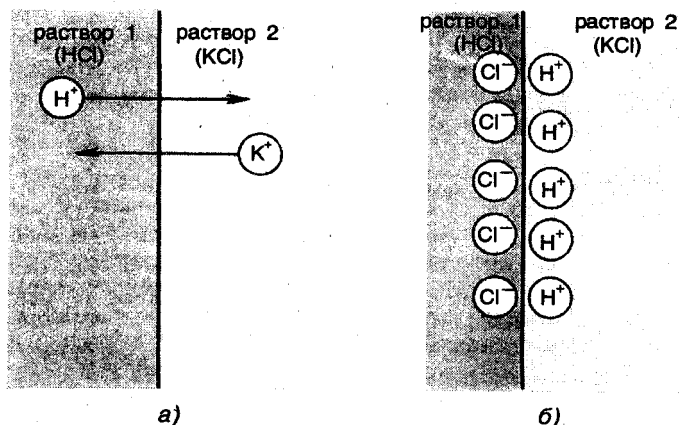 раствор 1
(HCl)
раствор 2
(KCl)
H⁺
K⁺
а)
раствор 1
(HCl)
раствор 2
(KCl)
Cl⁻ H⁺
Cl⁻ H⁺
Cl⁻ H⁺
Cl⁻ H⁺
Cl⁻ H⁺
б)